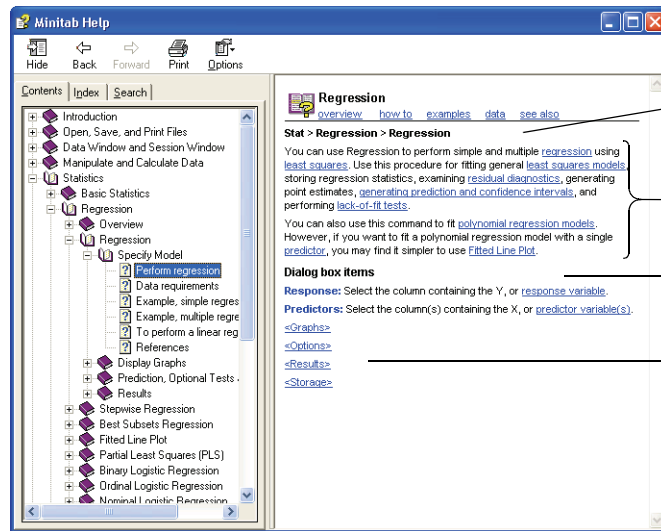 Minitab Help
Hide Back Forward Print Options
Contents Index Search
Introduction
Open, Save, and Print Files
Data Window and Session Window
Manipulate and Calculate Data
Statistics
Basic Statistics
Regression
Overview
Regression
Specify Model
Perform regression
Data requirements
Example, simple regres
Example, multiple regre
To perform a linear reg
References
Display Graphs
Prediction, Optional Tests
Results
Stepwise Regression
Best Subsets Regression
Fitted Line Plot
Partial Least Squares (PLS)
Binary Logistic Regression
Ordinal Logistic Regression
Nominal Logistic Regression
Regression
overview how to examples data see also
Stat > Regression > Regression
You can use Regression to perform simple and multiple regression using
least squares. Use this procedure for fitting general least squares models,
storing regression statistics, examining residual diagnostics, generating
point estimates, generating prediction and confidence intervals, and
performing lack-of-fit tests.
You can also use this command to fit polynomial regression models.
However, if you want to fit a polynomial regression model with a single
predictor, you may find it simpler to use Fitted Line Plot.
Dialog box items
Response: Select the column containing the Y, or response variable.
Predictors: Select the column(s) containing the X, or predictor variable(s).
<Graphs>
<Options>
<Results>
<Storage>